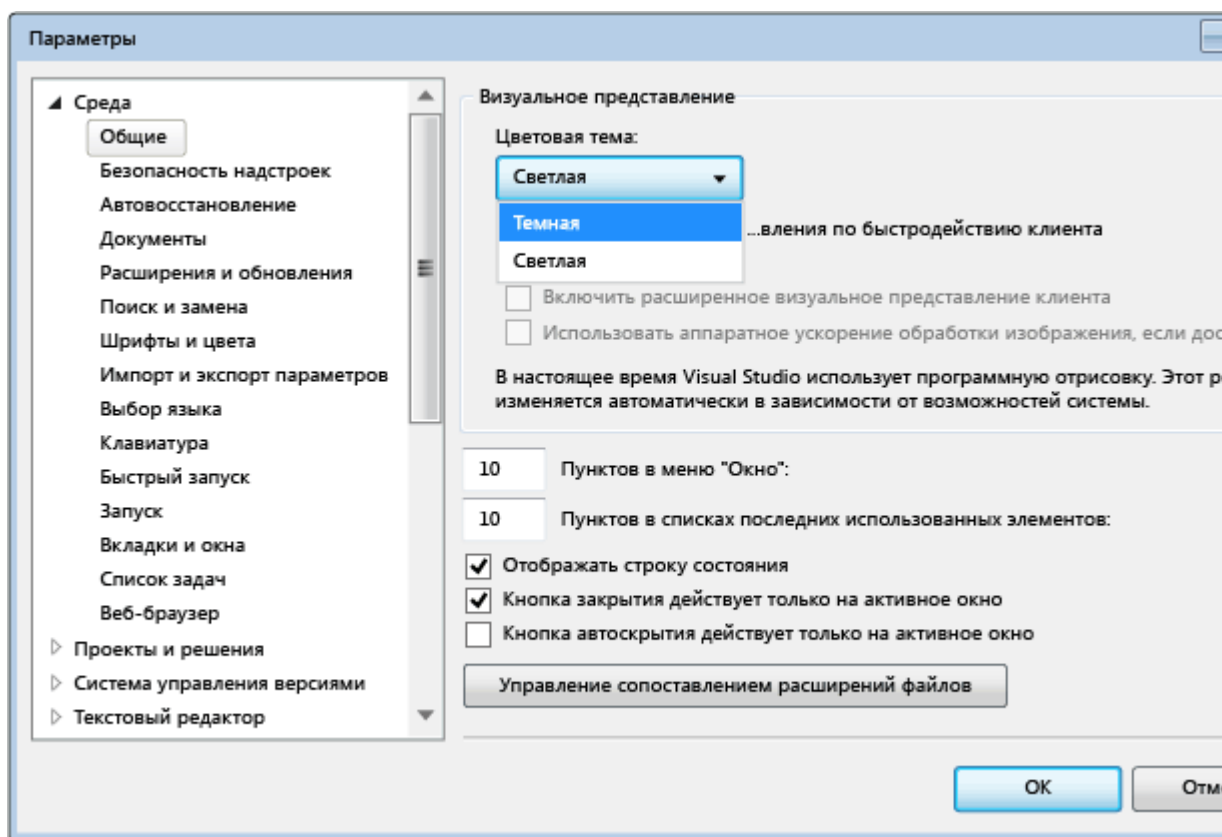 Параметры
Среда
Общие
Безопасность надстроек
Автовосстановление
Документы
Расширения и обновления
Поиск и замена
Шрифты и цвета
Импорт и экспорт параметров
Выбор языка
Клавиатура
Быстрый запуск
Запуск
Вкладки и окна
Список задач
Веб-браузер
Проекты и решения
Система управления версиями
Текстовый редактор
Визуальное представление
Цветовая тема:
Светлая
Темная
Светлая
...вления по быстродействию клиента
Включить расширенное визуальное представление клиента
Использовать аппаратное ускорение обработки изображения, если
В настоящее время Visual Studio использует программную отрисовку. Этот
изменяется автоматически в зависимости от возможностей системы.
10 Пунктов в меню "Окно":
10 Пунктов в списках последних использованных элементов:
Отображать строку состояния
Кнопка закрытия действует только на активное окно
Кнопка автоскрытия действует только на активное окно
Управление сопоставлением расширений файлов
ОК